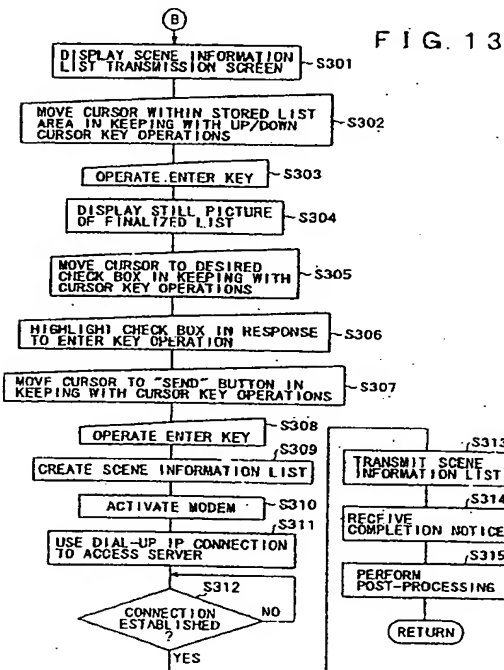 B
FIG. 13
DISPLAY SCENE INFORMATION
LIST TRANSMISSION SCREEN
S301
MOVE CURSOR WITHIN STORED LIST
AREA IN KEEPING WITH UP/DOWN
CURSOR KEY OPERATIONS
S302
OPERATE ENTER KEY
S303
DISPLAY STILL PICTURE
OF FINALIZED LIST
S304
MOVE CURSOR TO DESIRED
CHECK BOX IN KEEPING WITH
CURSOR KEY OPERATIONS
S305
HIGHLIGHT CHECK BOX IN RESPONSE
TO ENTER KEY OPERATION
S306
MOVE CURSOR TO "SEND" BUTTON IN
KEEPING WITH CURSOR KEY OPERATIONS
S307
OPERATE ENTER KEY
S308
CREATE SCENE INFORMATION LIST
S309
ACTIVATE MODEM
S310
USE DIAL-UP IP CONNECTION
TO ACCESS SERVER
S311
CONNECTION
ESTABLISHED
?
S312
NO
YES
TRANSMIT SCENE
INFORMATION LIST
S313
RECEIVE
COMPLETION NOTICE
S314
PERFORM
POST-PROCESSING
S315
RETURN